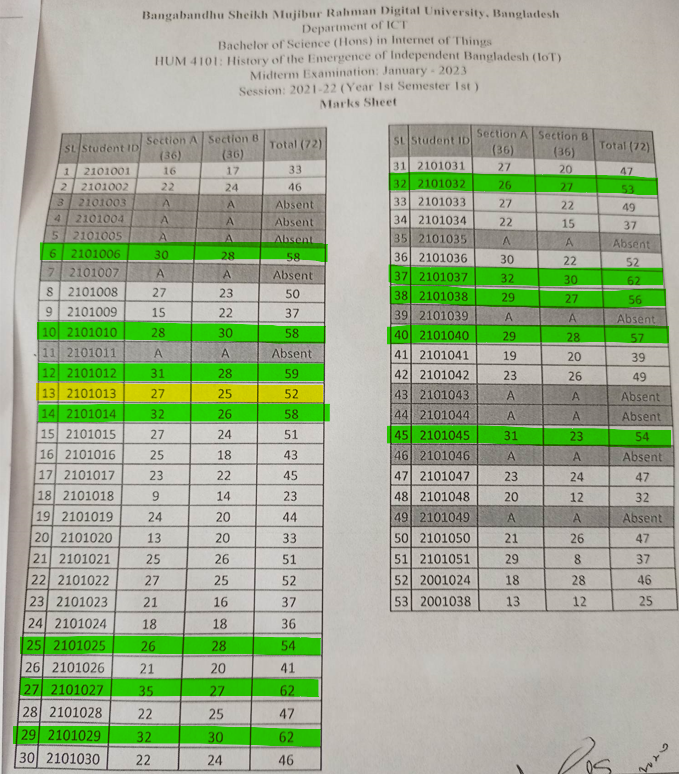 Bangabandhu Sheikh Mujibur Rahman Digital University, Bangladesh
Department of ICT
Bachelor of Science (Hons) in Internet of Things
HUM 4101: History of the Emergence of Independent Bangladesh (IoT)
Midterm Examination: January - 2023
Session: 2021-22 (Year 1st Semester 1st )
Marks Sheet
SL Student ID Section A (36) Section B (36) Total (72)
1 2101001 16 17 33
2 2101002 22 24 46
3 2101003 A A Absent
4 2101004 A A Absent
5 2101005 A A Absent
6 2101006 30 28 58
7 2101007 A A Absent
8 2101008 27 23 50
9 2101009 15 22 37
10 2101010 28 30 58
11 2101011 A A Absent
12 2101012 31 28 59
13 2101013 27 25 52
14 2101014 32 26 58
15 2101015 27 24 51
16 2101016 25 18 43
17 2101017 23 22 45
18 2101018 9 14 23
19 2101019 24 20 44
20 2101020 13 20 33
21 2101021 25 26 51
22 2101022 27 25 52
23 2101023 21 16 37
24 2101024 18 18 36
25 2101025 26 28 54
26 2101026 21 20 41
27 2101027 35 27 62
28 2101028 22 25 47
29 2101029 32 30 62
30 2101030 22 24 46
SL Student ID Section A (36) Section B (36) Total (72)
31 2101031 27 20 47
32 2101032 26 27 53
33 2101033 27 22 49
34 2101034 22 15 37
35 2101035 A A Absent
36 2101036 30 22 52
37 2101037 32 30 62
38 2101038 29 27 56
39 2101039 A A Absent
40 2101040 29 28 57
41 2101041 19 20 39
42 2101042 23 26 49
43 2101043 A A Absent
44 2101044 A A Absent
45 2101045 31 23 54
46 2101046 A A Absent
47 2101047 23 24 47
48 2101048 20 12 32
49 2101049 A A Absent
50 2101050 21 26 47
51 2101051 29 8 37
52 2001024 18 28 46
53 2001038 13 12 25